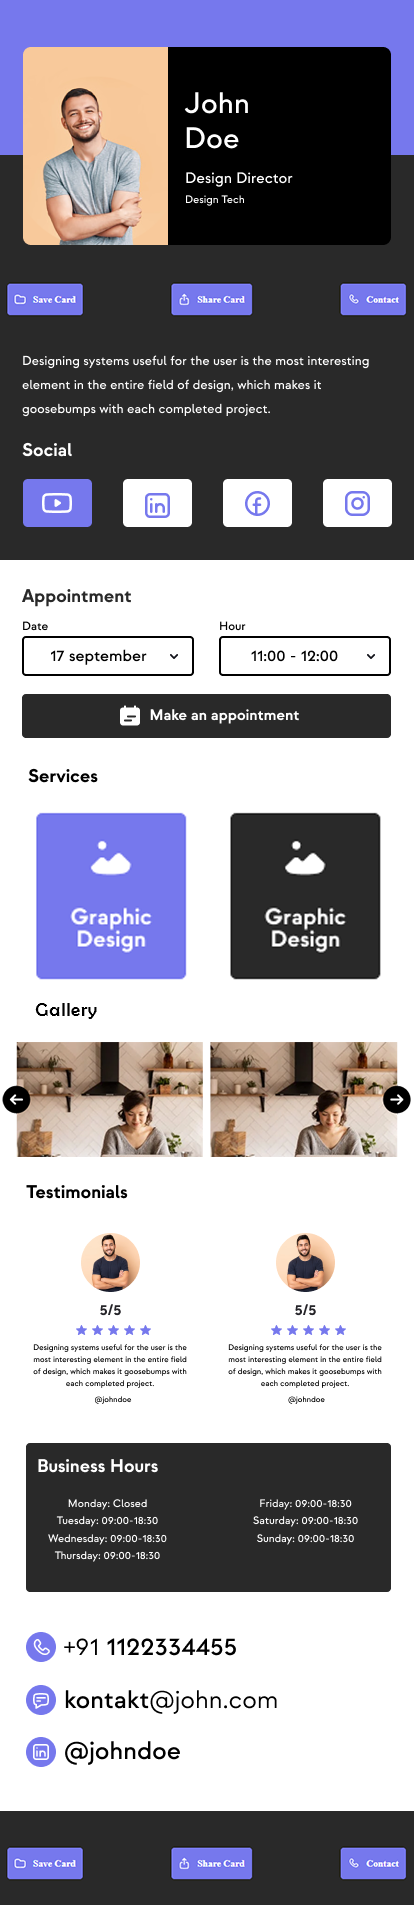 John
Doe
Design Director
Design Tech
Save Card
Share Card
Contact
Designing systems useful for the user is the most interesting
element in the entire field of design, which makes it
goosebumps with each completed project.
Social
Appointment
Date
Hour
17 september
11:00 - 12:00
Make an appointment
Services
Graphic
Design
Graphic
Design
Gallery
Testimonials
5/5
Designing systems useful for the user is the
most interesting element in the entire field
of design, which makes it goosebumps with
each completed project.
@johndoe
5/5
Designing systems useful for the user is the
most interesting element in the entire field
of design, which makes it goosebumps with
each completed project.
@johndoe
Business Hours
Monday: Closed
Tuesday: 09:00-18:30
Wednesday: 09:00-18:30
Thursday: 09:00-18:30
Friday: 09:00-18:30
Saturday: 09:00-18:30
Sunday: 09:00-18:30
+91 1122334455
kontakt@john.com
@johndoe
Save Card
Share Card
Contact